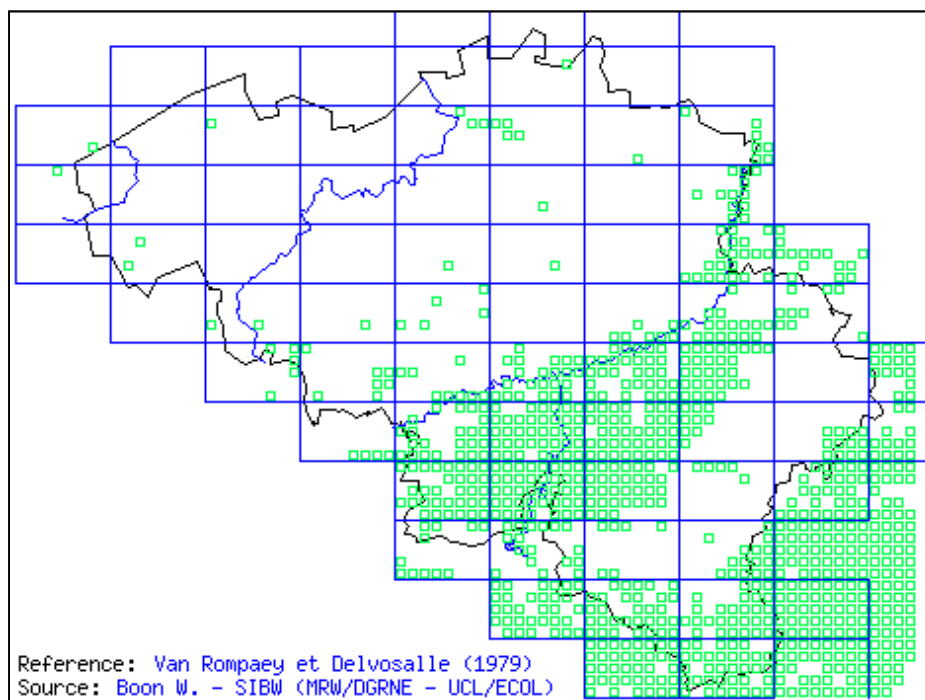 Reference: Van Rompaey et Delvosalle (1979)
Source: Boon W. - SIBW (MRW/DGRNE - UCL/ECOL)